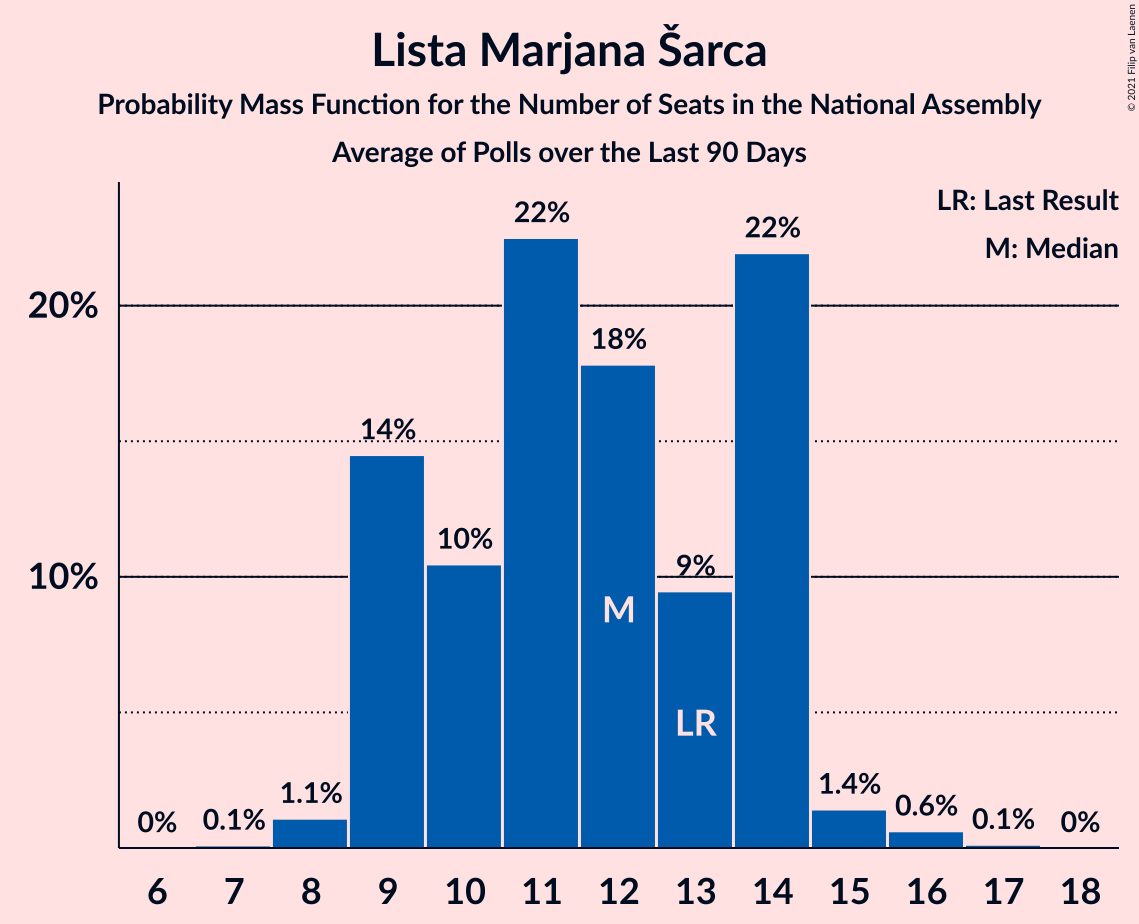 Lista Marjana Šarca
Probability Mass Function for the Number of Seats in the National Assembly
Average of Polls over the Last 90 Days
© 2021 Filip van Laenen
LR: Last Result
M: Median
20%
10%
0%
0.1%
1.1%
14%
10%
22%
18%
9%
22%
1.4%
0.6%
0.1%
0%
M
LR
6 7 8 9 10 11 12 13 14 15 16 17 18